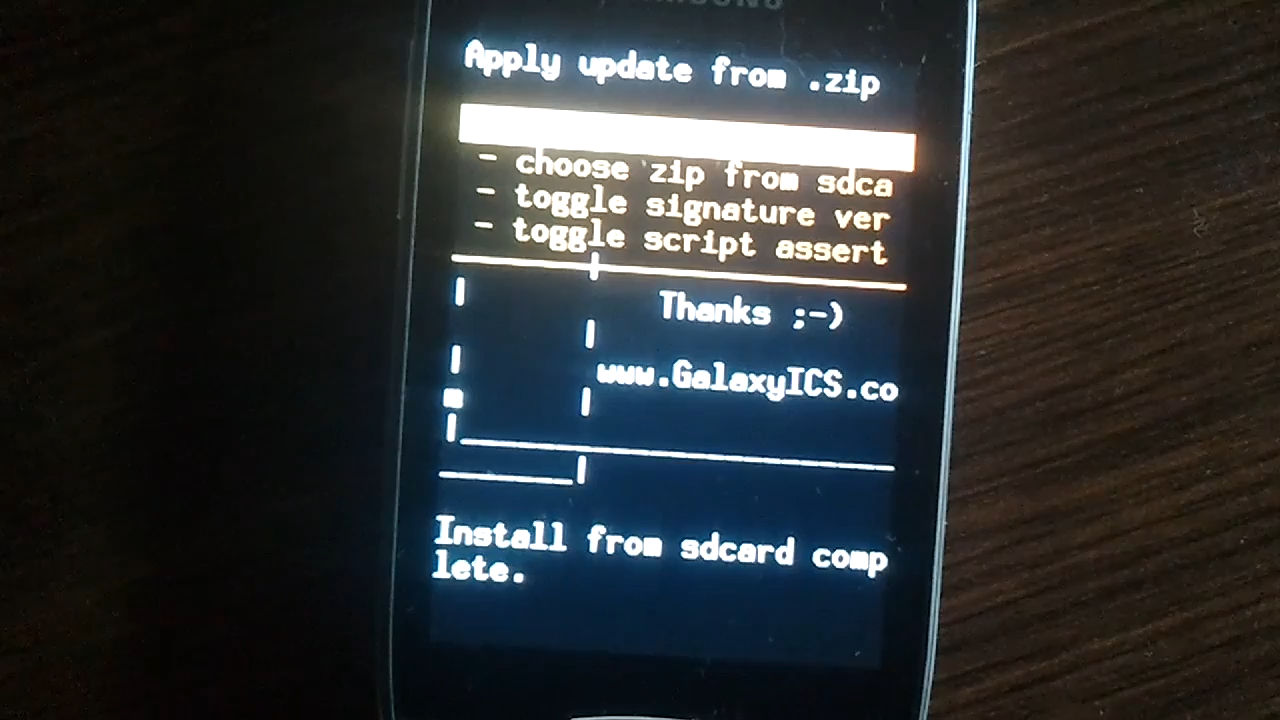 Apply update from .zip
- choose zip from sdca
- toggle signature ver
- toggle script assert
Thanks ;-)
www.GalaxyICS.co
m
Install from sdcard comp
lete.